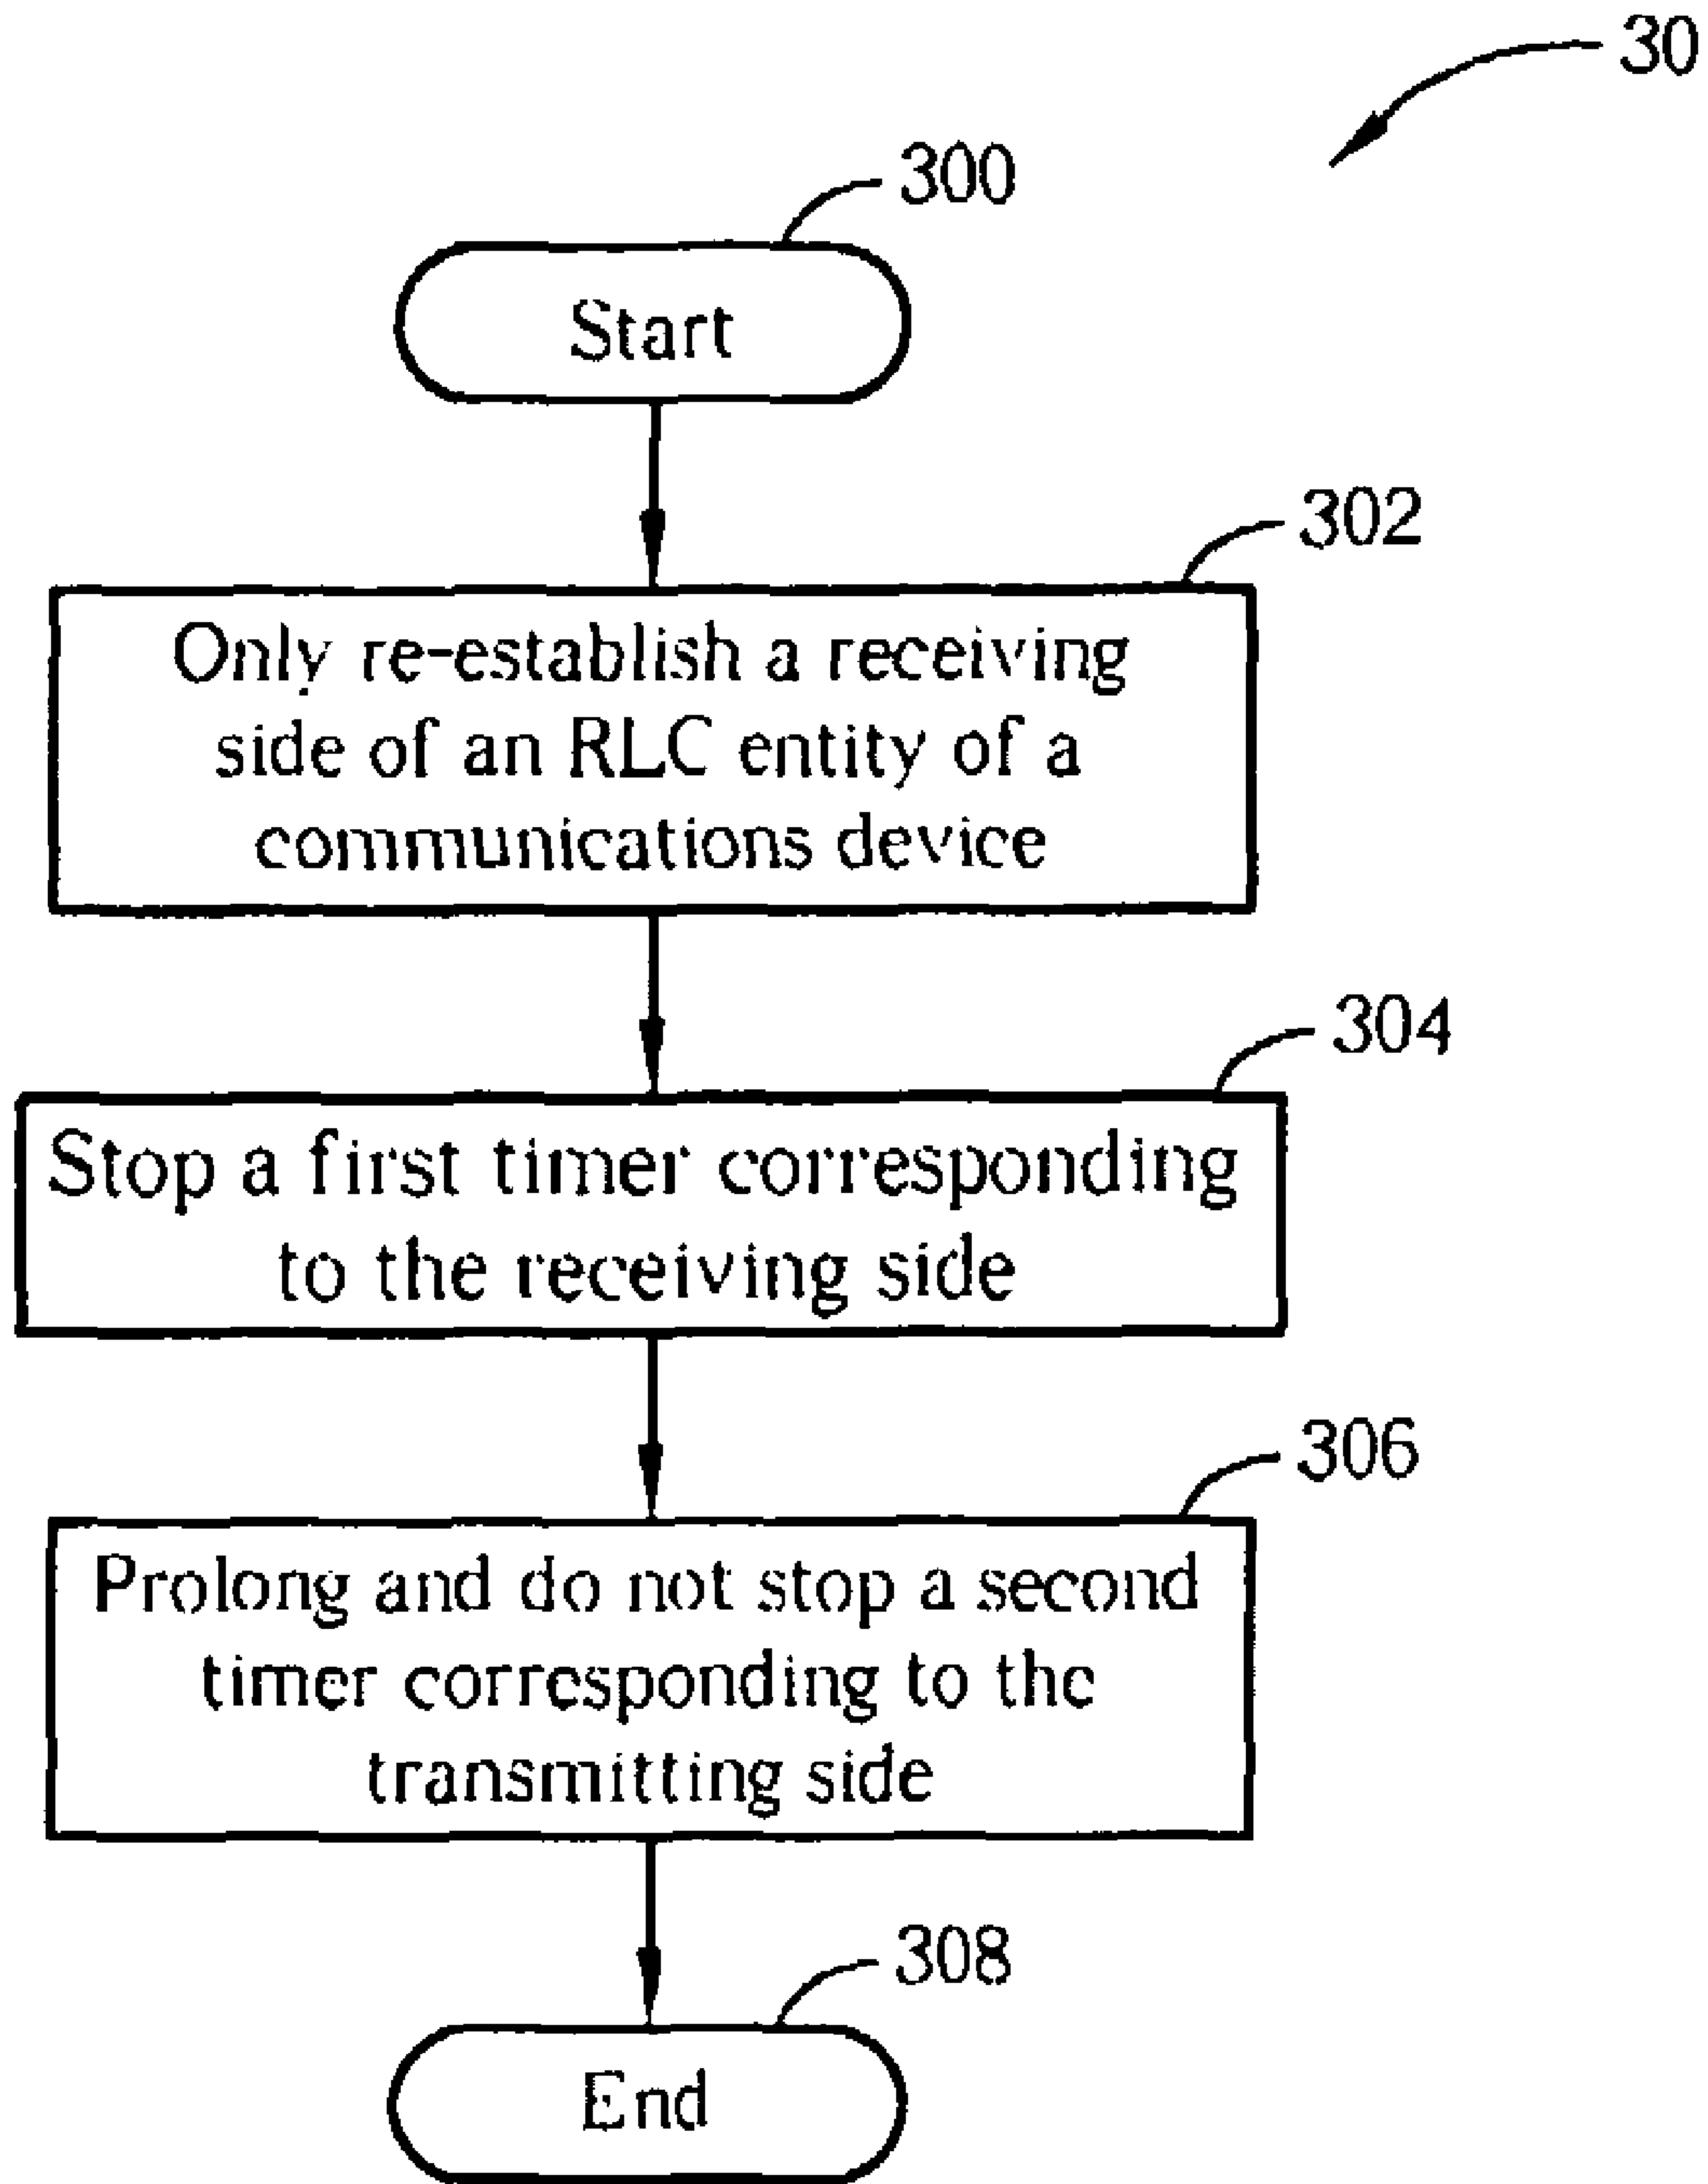 30
300
Start
302
Only re-establish a receiving
side of an RLC entity of a
communications device
304
Stop a first timer corresponding
to the receiving side
306
Prolong and do not stop a second
timer corresponding to the
transmitting side
308
End